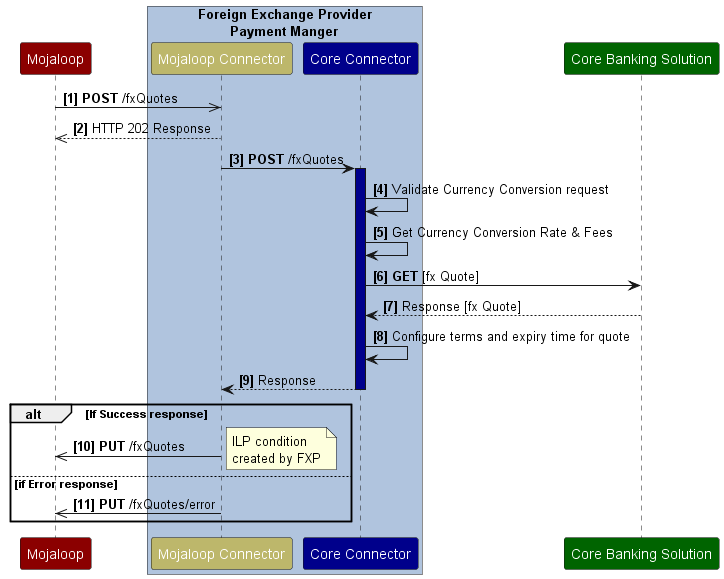 Foreign Exchange Provider
Payment Manger
Mojaloop
Mojaloop Connector
Core Connector
Core Banking Solution
[1] POST /fxQuotes
[2] HTTP 202 Response
[3] POST /fxQuotes
[4] Validate Currency Conversion request
[5] Get Currency Conversion Rate & Fees
[6] GET [fx Quote]
[7] Response [fx Quote]
[8] Configure terms and expiry time for quote
[9] Response
alt
[If Success response]
[10] PUT /fxQuotes
ILP condition
created by FXP
[if Error response]
[11] PUT /fxQuotes/error
Mojaloop
Mojaloop Connector
Core Connector
Core Banking Solution